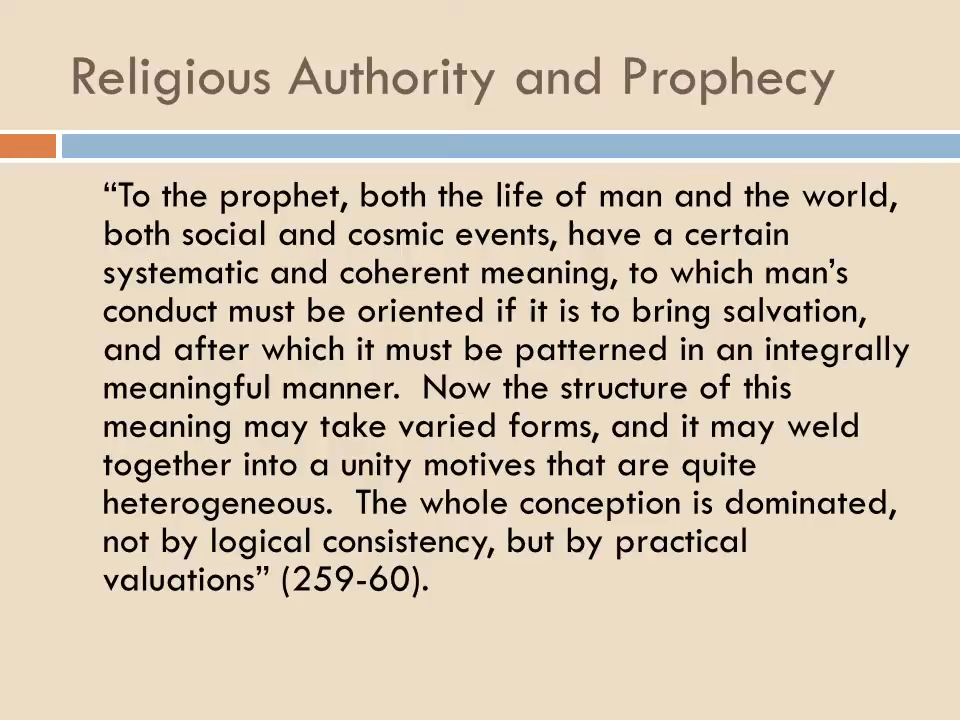 Religious Authority and Prophecy
“To the prophet, both the life of man and the world,
both social and cosmic events, have a certain
systematic and coherent meaning, to which man’s
conduct must be oriented if it is to bring salvation,
and after which it must be patterned in an integrally
meaningful manner.  Now the structure of this
meaning may take varied forms, and it may weld
together into a unity motives that are quite
heterogeneous.  The whole conception is dominated,
not by logical consistency, but by practical
valuations” (259-60).